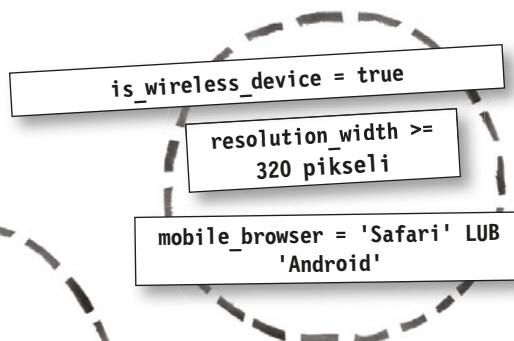 is_wireless_device = true
resolution_width >=
320 pikseli
mobile_browser = 'Safari' LUB
'Android'